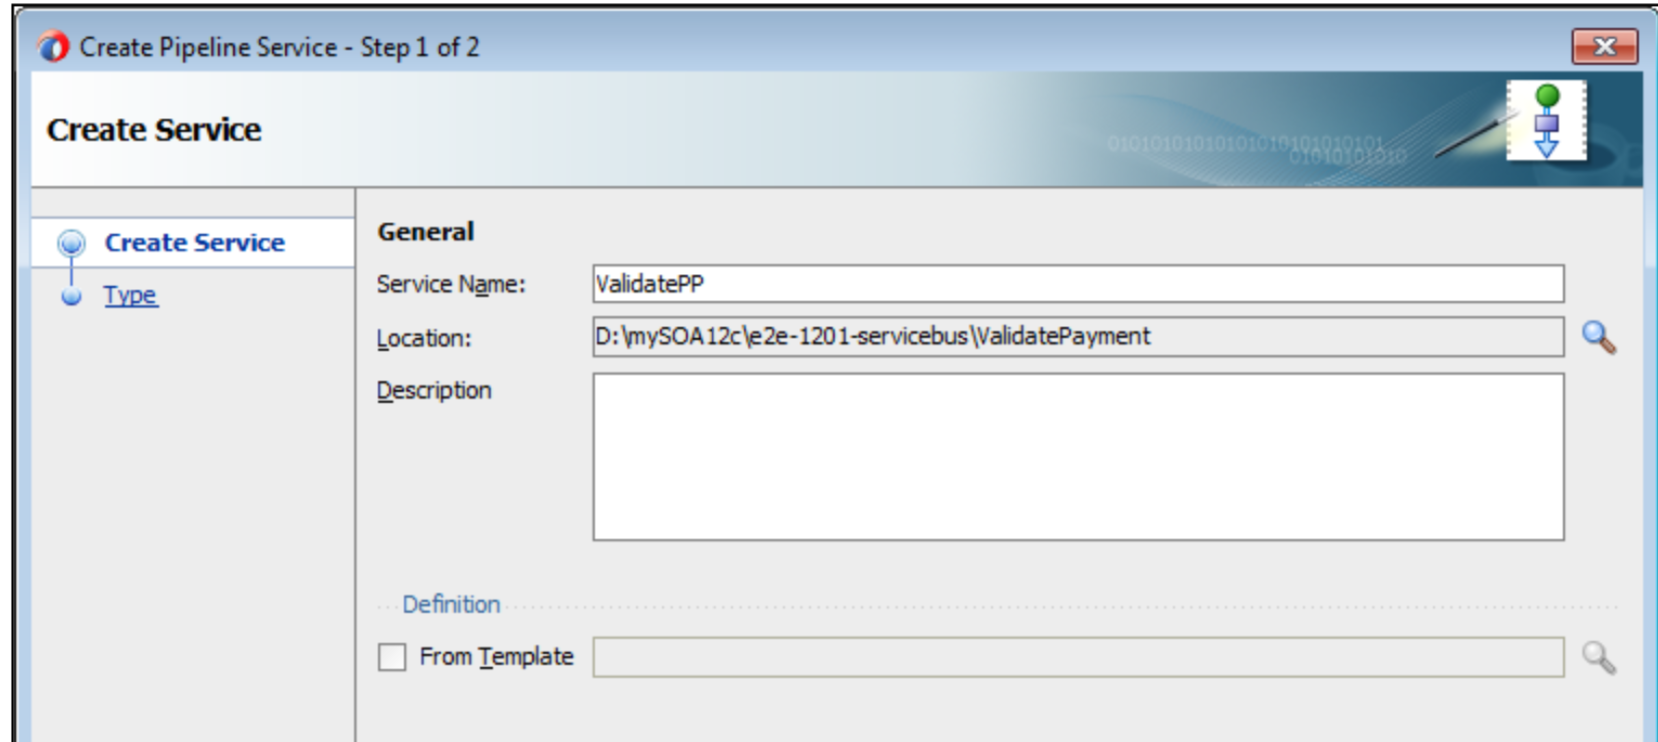 Create Pipeline Service - Step 1 of 2
Create Service
Create Service
Type
General
Service Name: ValidatePP
Location: D:\mySOA12c\e2e-1201-servicebus\ValidatePayment
Description
Definition
From Template